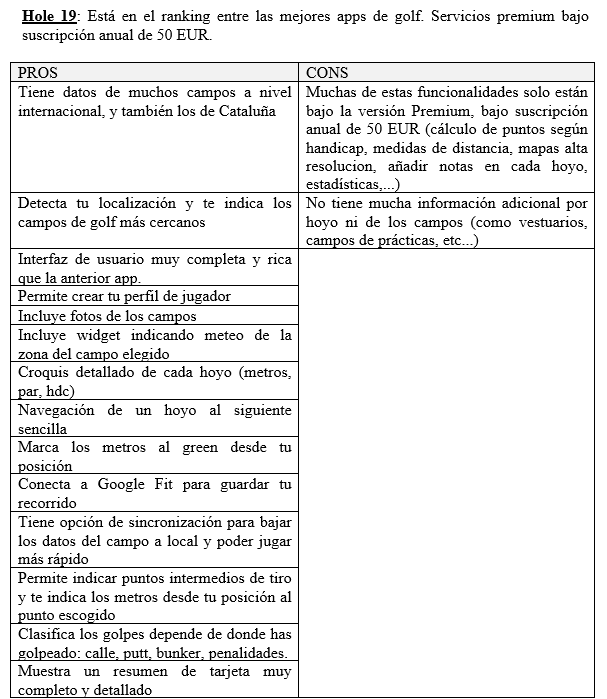 Hole 19: Está en el ranking entre las mejores apps de golf. Servicios premium bajo
suscripción anual de 50 EUR.
PROS
CONS
Tiene datos de muchos campos a nivel
internacional, y también los de Cataluña
Muchas de estas funcionalidades solo están
bajo la versión Premium, bajo suscripción
anual de 50 EUR (cálculo de puntos según
handicap, medidas de distancia, mapas alta
resolucion, añadir notas en cada hoyo,
estadísticas,...)
Detecta tu localización y te indica los
campos de golf más cercanos
No tiene mucha información adicional por
hoyo ni de los campos (como vestuarios,
campos de prácticas, etc...)
Interfaz de usuario muy completa y rica
que la anterior app.
Permite crear tu perfil de jugador
Incluye fotos de los campos
Incluye widget indicando meteo de la
zona del campo elegido
Croquis detallado de cada hoyo (metros,
par, hdc)
Navegación de un hoyo al siguiente
sencilla
Marca los metros al green desde tu
posición
Conecta a Google Fit para guardar tu
recorrido
Tiene opción de sincronización para bajar
los datos del campo a local y poder jugar
más rápido
Permite indicar puntos intermedios de tiro
y te indica los metros desde tu posición al
punto escogido
Clasifica los golpes depende de donde has
golpeado: calle, putt, bunker, penalidades.
Muestra un resumen de tarjeta muy
completo y detallado